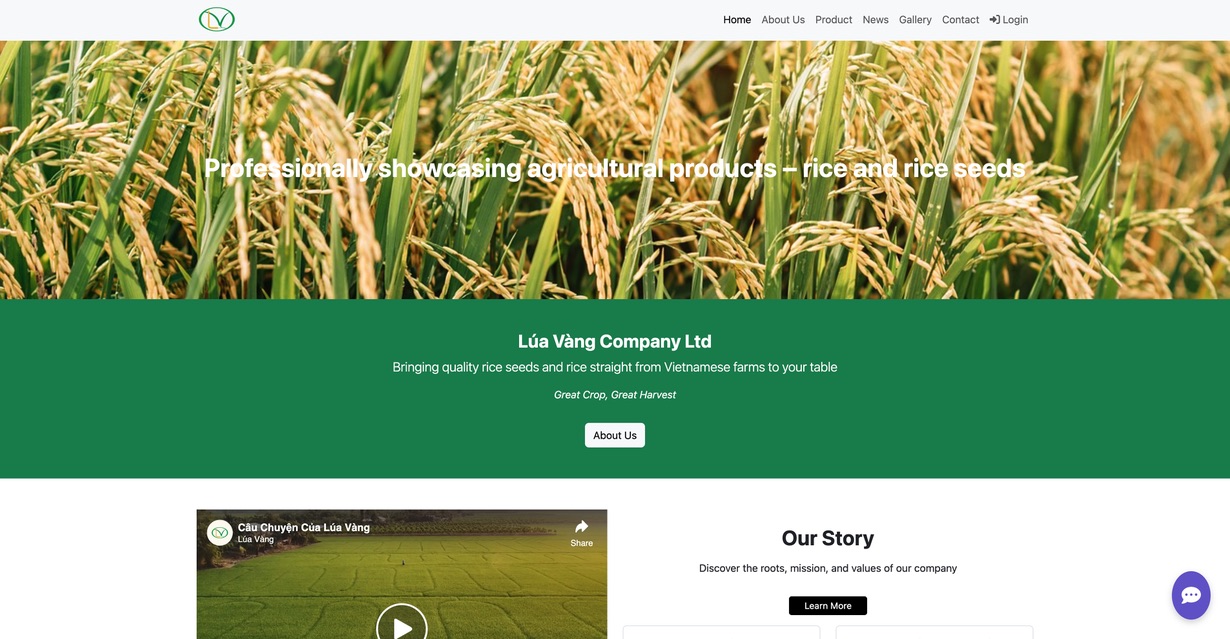 LV
Home About Us Product News Gallery Contact Login
Professionally showcasing agricultural products – rice and rice seeds
Lúa Vàng Company Ltd
Bringing quality rice seeds and rice straight from Vietnamese farms to your table
Great Crop, Great Harvest
About Us
Câu Chuyện Của Lúa Vàng
Lúa Vàng
Share
Our Story
Discover the roots, mission, and values of our company
Learn More